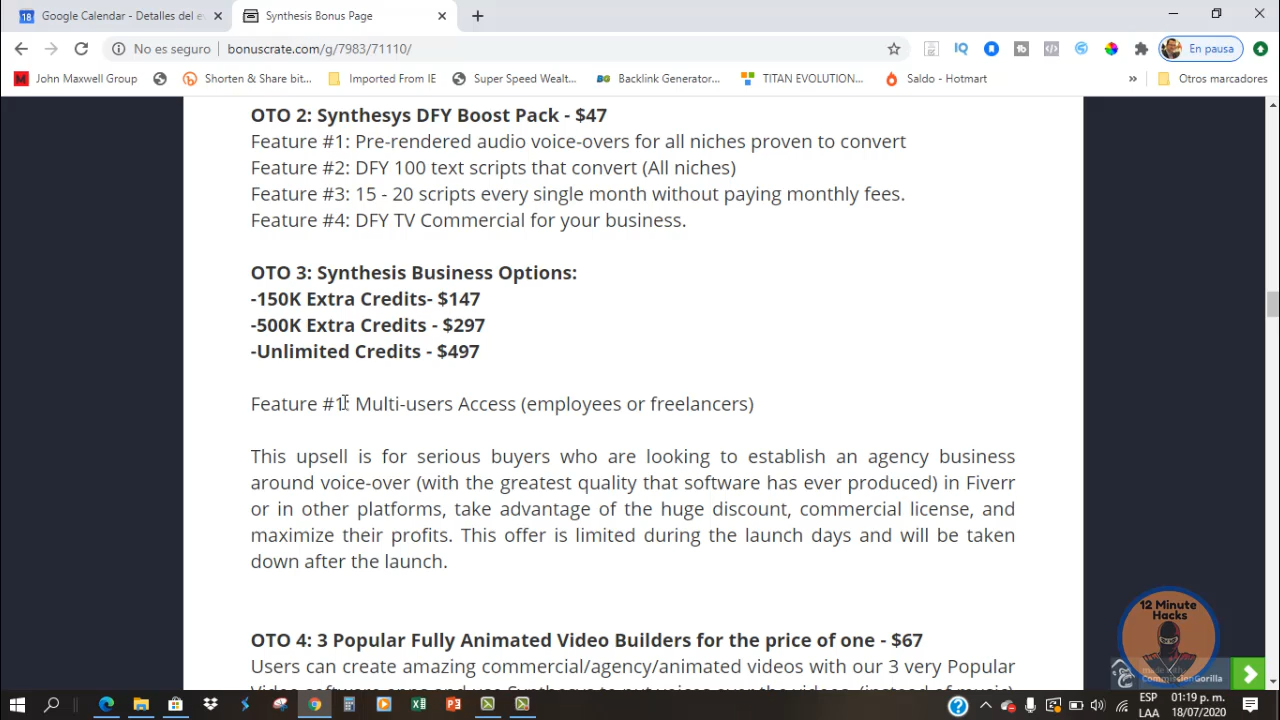 Google Calendar - Detalles del e
Synthesis Bonus Page
No es seguro
bonuscrate.com/g/7983/71110/
En pausa
John Maxwell Group
Shorten & Share bit...
Imported From IE
Super Speed Wealt...
Backlink Generator...
TITAN EVOLUTION...
Saldo - Hotmart
Otros marcadores
OTO 2: Synthesys DFY Boost Pack - $47
Feature #1: Pre-rendered audio voice-overs for all niches proven to convert
Feature #2: DFY 100 text scripts that convert (All niches)
Feature #3: 15 - 20 scripts every single month without paying monthly fees.
Feature #4: DFY TV Commercial for your business.
OTO 3: Synthesis Business Options:
-150K Extra Credits- $147
-500K Extra Credits - $297
-Unlimited Credits - $497
Feature #1: Multi-users Access (employees or freelancers)
This upsell is for serious buyers who are looking to establish an agency business
around voice-over (with the greatest quality that software has ever produced) in Fiverr
or in other platforms, take advantage of the huge discount, commercial license, and
maximize their profits. This offer is limited during the launch days and will be taken
down after the launch.
OTO 4: 3 Popular Fully Animated Video Builders for the price of one - $67
Users can create amazing commercial/agency/animated videos with our 3 very Popular
12 Minute
Hacks
made with
CommissionGorilla
ESP
LAA
01:19 p. m.
18/07/2020